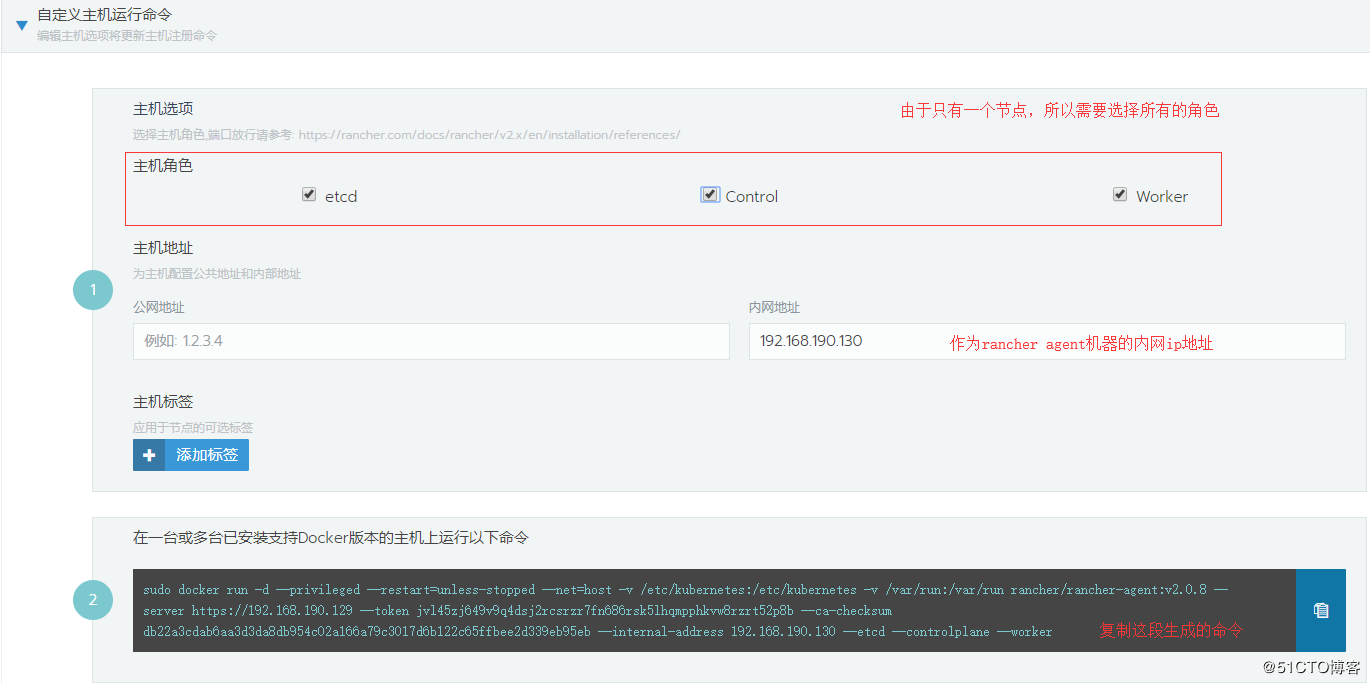 自定义主机运行命令
编辑主机选项将更新主机注册命令
主机选项
由于只有一个节点，所以需要选择所有的角色
选择主机角色,端口放行请参考: https://rancher.com/docs/rancher/v2.x/en/installation/references/
主机角色
etcd Control Worker
主机地址
为主机配置公共地址和内部地址
1
公网地址 内网地址
例如: 1.2.3.4 192.168.190.130 作为rancher agent机器的内网ip地址
主机标签
应用于节点的可选标签
+ 添加标签
在一台或多台已安装支持Docker版本的主机上运行以下命令
sudo docker run -d --privileged --restart=unless-stopped --net=host -v /etc/kubernetes:/etc/kubernetes -v /var/run:/var/run rancher/rancher-agent:v2.0.8 --
2
server https://192.168.190.129 --token jvl45zj649v9q4dsj2rcsrzr7fn686rsk5lhqmpphkvw8rzrt52p8b --ca-checksum
db22a3cdab6aa3d3da8db954c02a166a79c3017d6b122c65ffbee2d339eb95eb --internal-address 192.168.190.130 --etcd --controlplane --worker 复制这段生成的命令
@51CTO博客